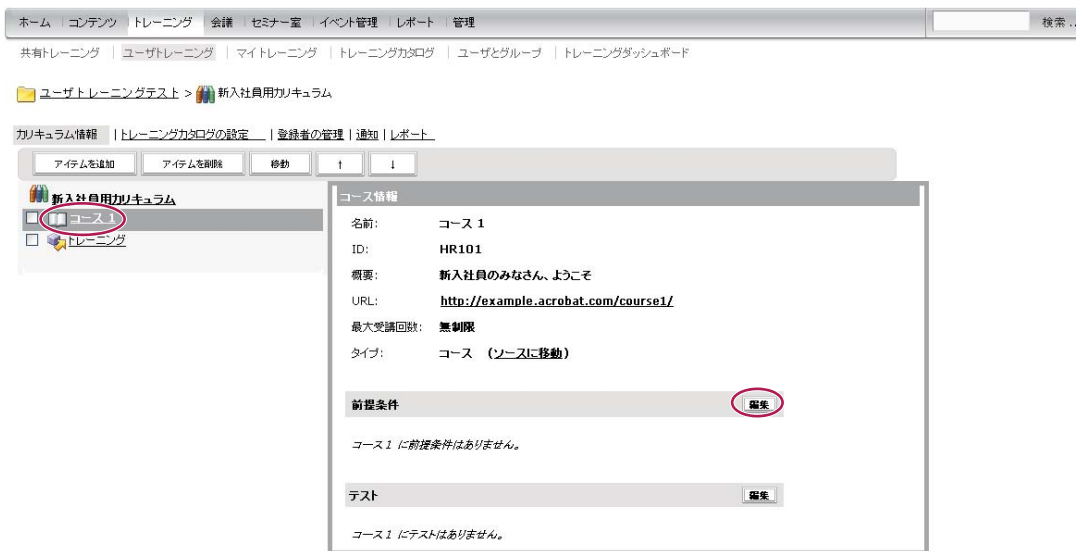 ホーム コンテンツ トレーニング 会議 セミナー室 イベント管理 レポート 管理 検索 ..
共有トレーニング | ユーザトレーニング | マイトレーニング | トレーニングカタログ | ユーザとグループ | トレーニングダッシュボード
ユーザトレーニングテスト > 新入社員用カリキュラム
カリキュラム情報 | トレーニングカタログの設定 | 登録者の管理 | 通知 | レポート
アイテムを追加 アイテムを削除 移動 ↑ ↓
新入社員用カリキュラム
コース 1
トレーニング
コース情報
名前: コース 1
ID: HR101
概要: 新入社員のみなさん、ようこそ
URL: http://example.acrobat.com/course1/
最大受講回数: 無制限
タイプ: コース (ソースに移動)
前提条件 編集
コース 1 に前提条件はありません。
テスト 編集
コース 1 にテストはありません。